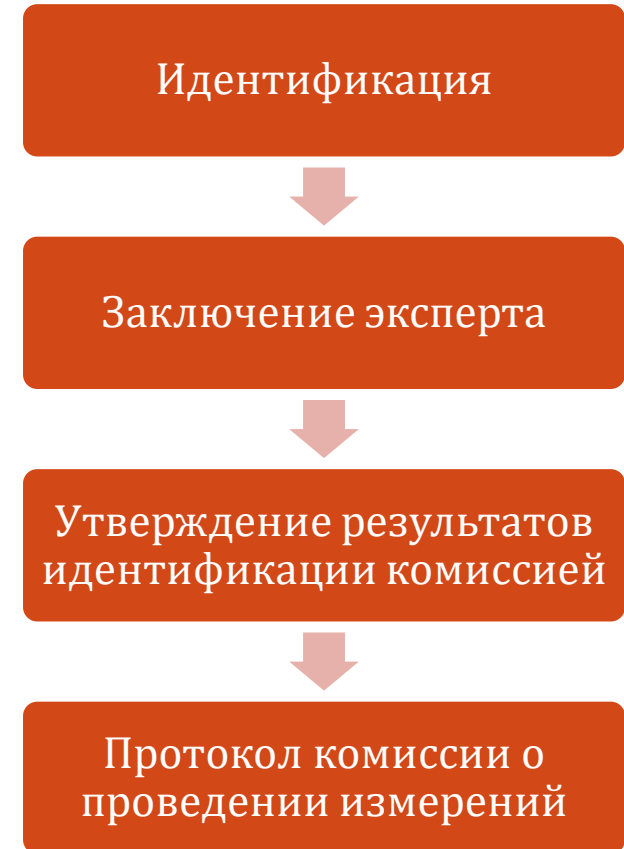 Идентификация
Заключение эксперта
Утверждение результатов
идентификации комиссией
Протокол комиссии о
проведении измерений